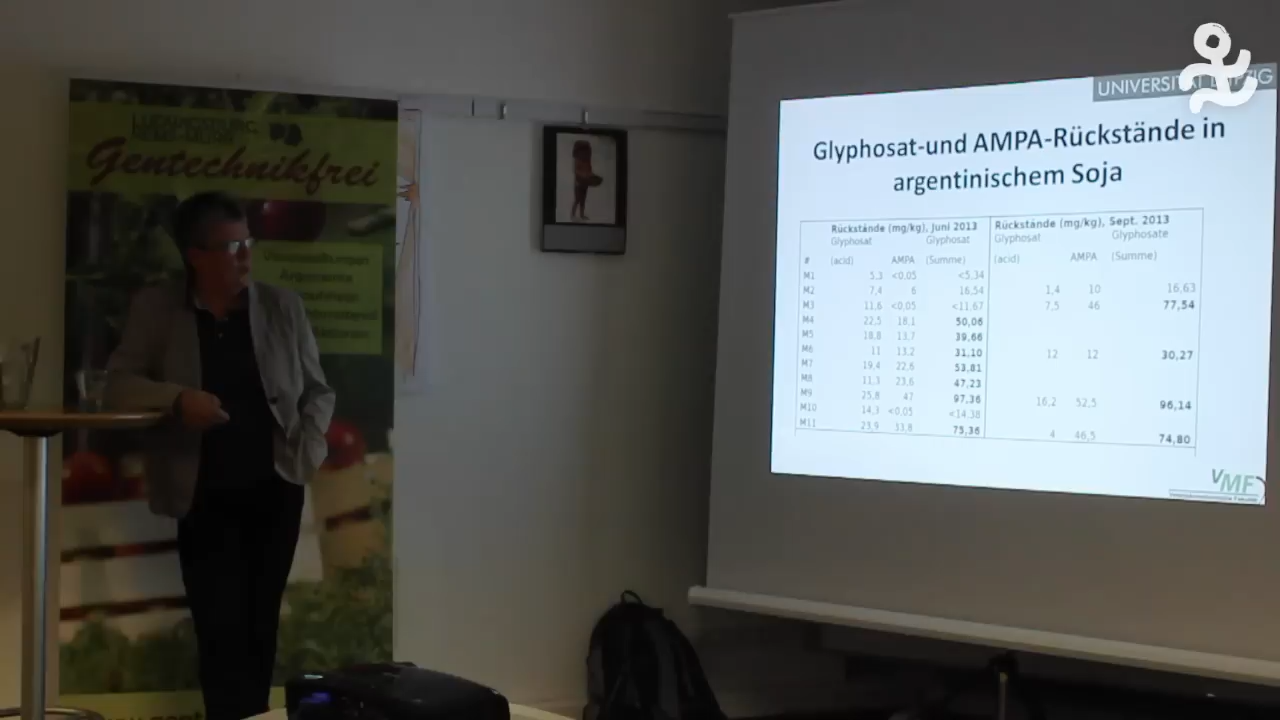 Gentechnikfrei
UNIVERSITÄT LEIPZIG
Glyphosat-und AMPA-Rückstände in
argentinischem Soja
Rückstände (mg/kg), Juni 2013 Rückstände (mg/kg), Sept. 2013
Glyphosat Glyphosat Glyphosat Glyphosate
# (acid) AMPA (Summe) (acid) AMPA (Summe)
M1 5,3 <0,05 <5.34
M2 7,4 6 16,54 1,4 10 16,63
M3 11,6 <0,05 <11.67 7,5 46 77,54
M4 22,5 18,1 50,06
M5 18,8 13,7 39,66
M6 11 13,2 31,10 12 12 30,27
M7 19,4 22,6 53,81
M8 11,3 23,6 47,23
M9 25,8 47 97,36 16,2 52,5 96,14
M10 14,3 <0,05 <14.38
M11 23,9 33,8 75,36 4 46,5 74,80
VMF